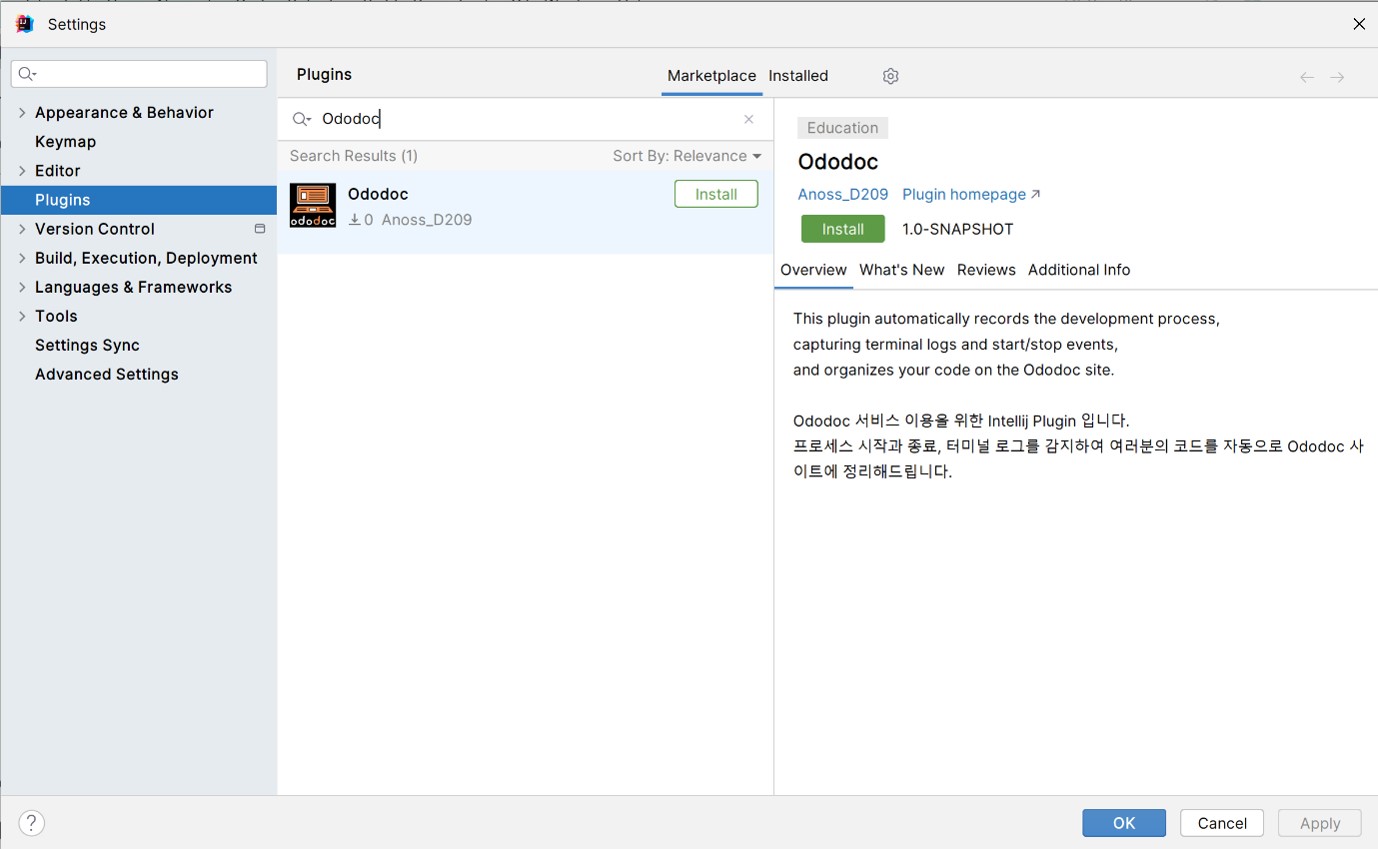 Settings
Plugins
Marketplace Installed
Appearance & Behavior
Keymap
Editor
Plugins
Version Control
Build, Execution, Deployment
Languages & Frameworks
Tools
Settings Sync
Advanced Settings
Ododoc
Search Results (1) Sort By: Relevance
ododoc
Ododoc
Install
0 Anoss_D209
Education
Ododoc
Anoss_D209 Plugin homepage
Install 1.0-SNAPSHOT
Overview What's New Reviews Additional Info
This plugin automatically records the development process,
capturing terminal logs and start/stop events,
and organizes your code on the Ododoc site.
Ododoc 서비스 이용을 위한 Intellij Plugin 입니다.
프로세스 시작과 종료, 터미널 로그를 감지하여 여러분의 코드를 자동으로 Ododoc 사
이트에 정리해드립니다.
?
OK Cancel Apply